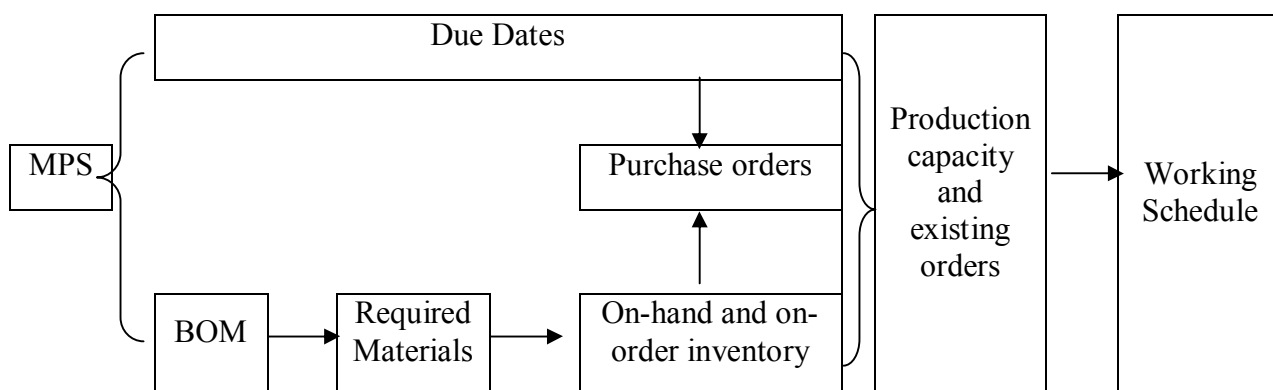 Due Dates
MPS
Purchase orders
BOM
Required
Materials
On-hand and on-
order inventory
Production
capacity
and
existing
orders
Working
Schedule